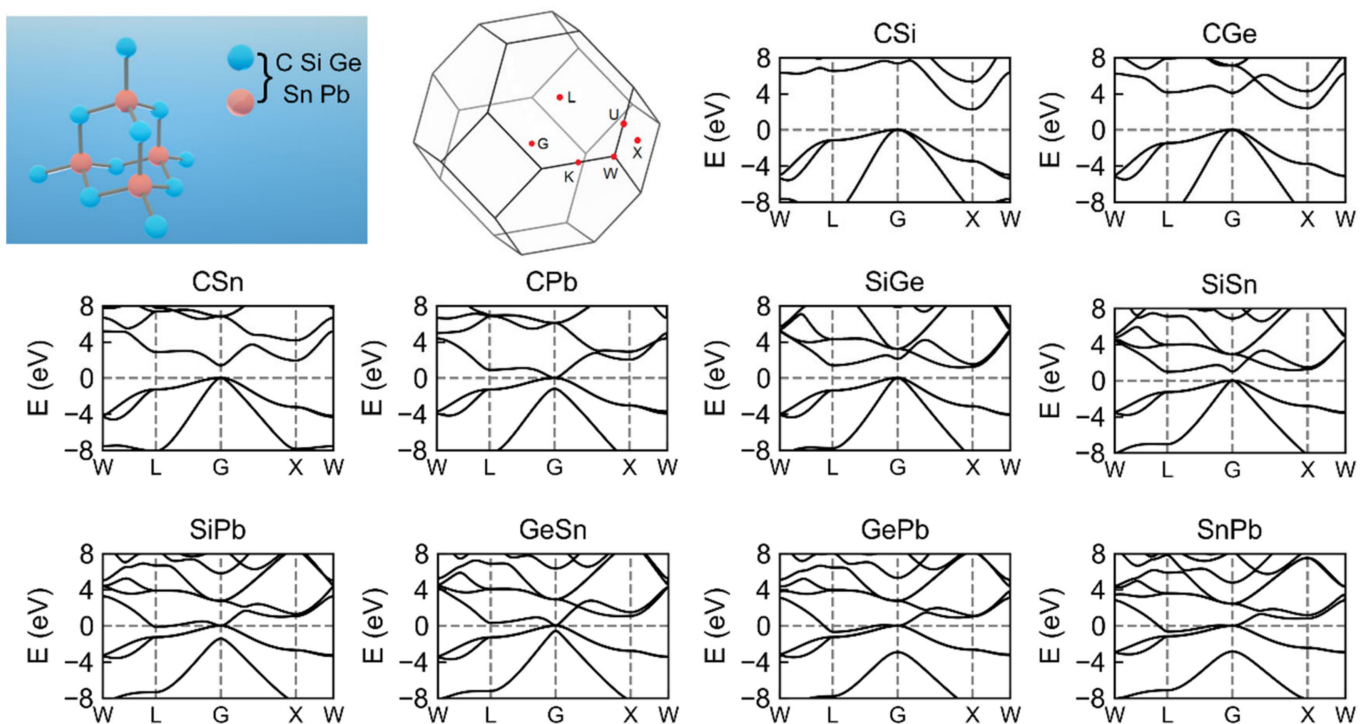 C Si Ge
Sn Pb
L
G
U
X
K
W
CSi
E (eV)
8
4
0
−4
−8
W L G X W
CGe
E (eV)
8
4
0
−4
−8
W L G X W
CSn
E (eV)
8
4
0
−4
−8
W L G X W
CPb
E (eV)
8
4
0
−4
−8
W L G X W
SiGe
E (eV)
8
4
0
−4
−8
W L G X W
SiSn
E (eV)
8
4
0
−4
−8
W L G X W
SiPb
E (eV)
8
4
0
−4
−8
W L G X W
GeSn
E (eV)
8
4
0
−4
−8
W L G X W
GePb
E (eV)
8
4
0
−4
−8
W L G X W
SnPb
E (eV)
8
4
0
−4
−8
W L G X W